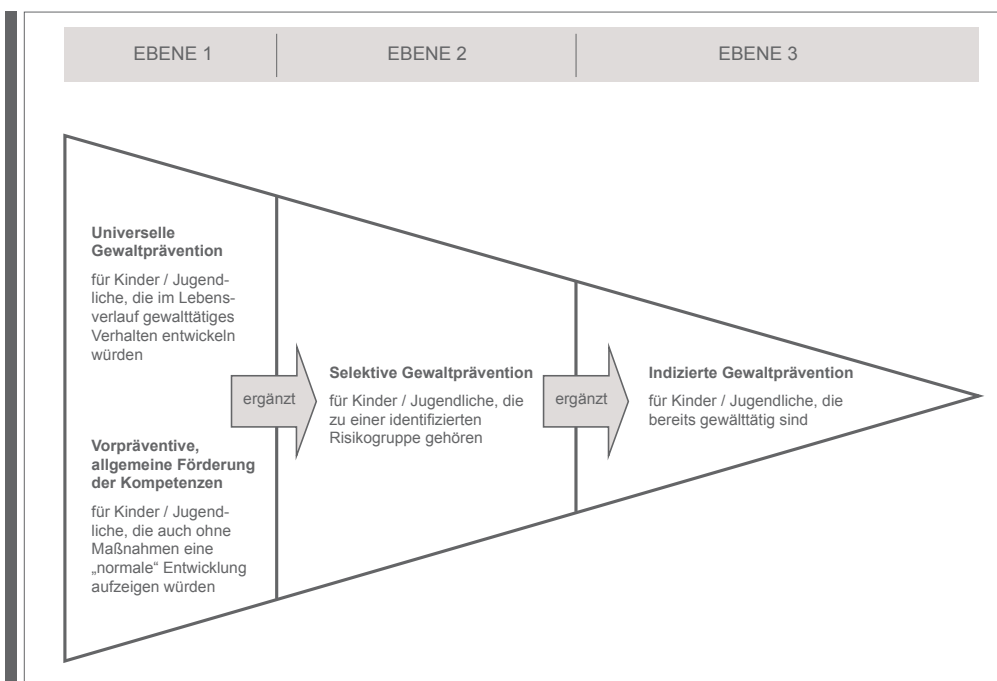 EBENE 1
EBENE 2
EBENE 3
Universelle
Gewaltprävention
für Kinder / Jugend-
liche, die im Lebens-
verlauf gewalttätiges
Verhalten entwickeln
würden
Vorpräventive,
allgemeine Förderung
der Kompetenzen
für Kinder / Jugend-
liche, die auch ohne
Maßnahmen eine
„normale“ Entwicklung
aufzeigen würden
ergänzt
Selektive Gewaltprävention
für Kinder / Jugendliche, die
zu einer identifizierten
Risikogruppe gehören
ergänzt
Indizierte Gewaltprävention
für Kinder / Jugendliche, die
bereits gewälttätig sind